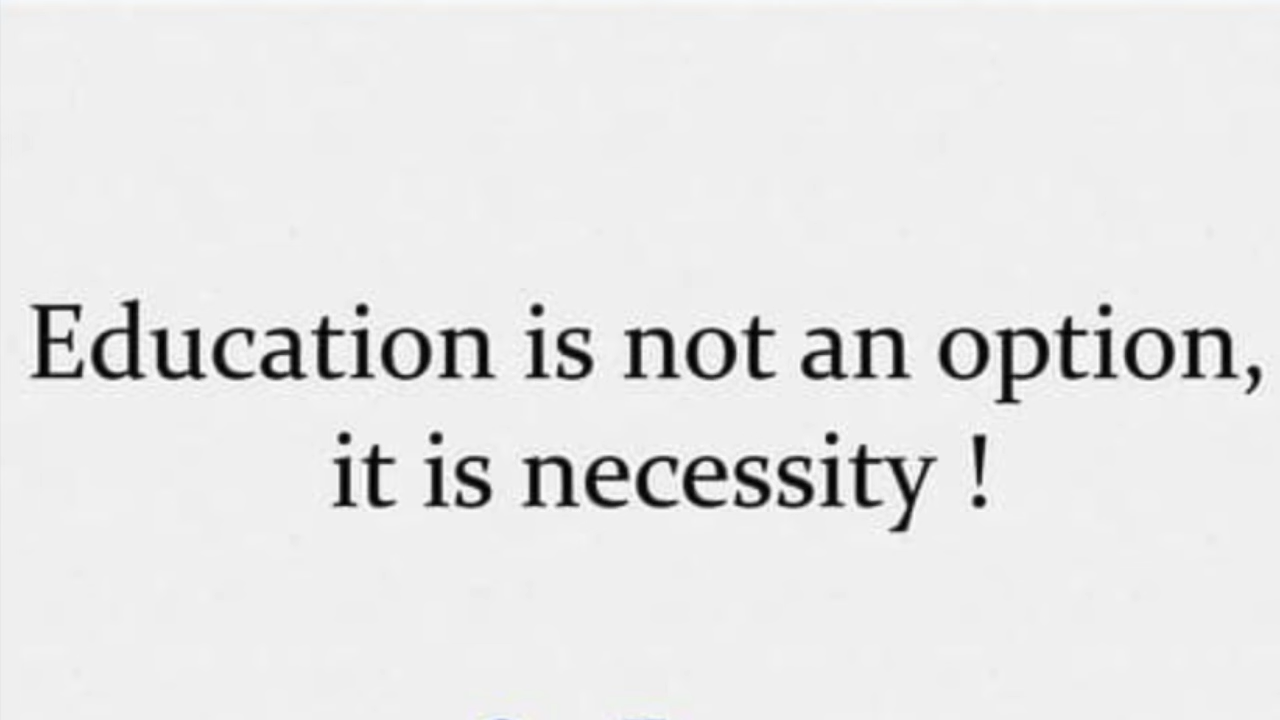 Education is not an option,
it is necessity !